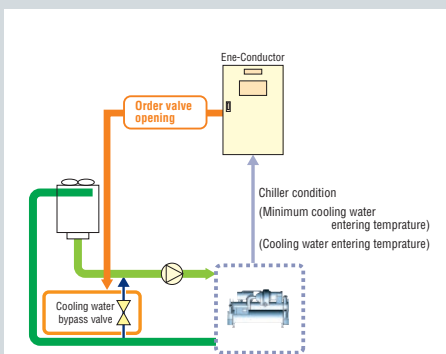 Ene-Conductor
Order valve
opening
Chiller condition
(Minimum cooling water
entering temprature)
(Cooling water entering temprature)
Cooling water
bypass valve